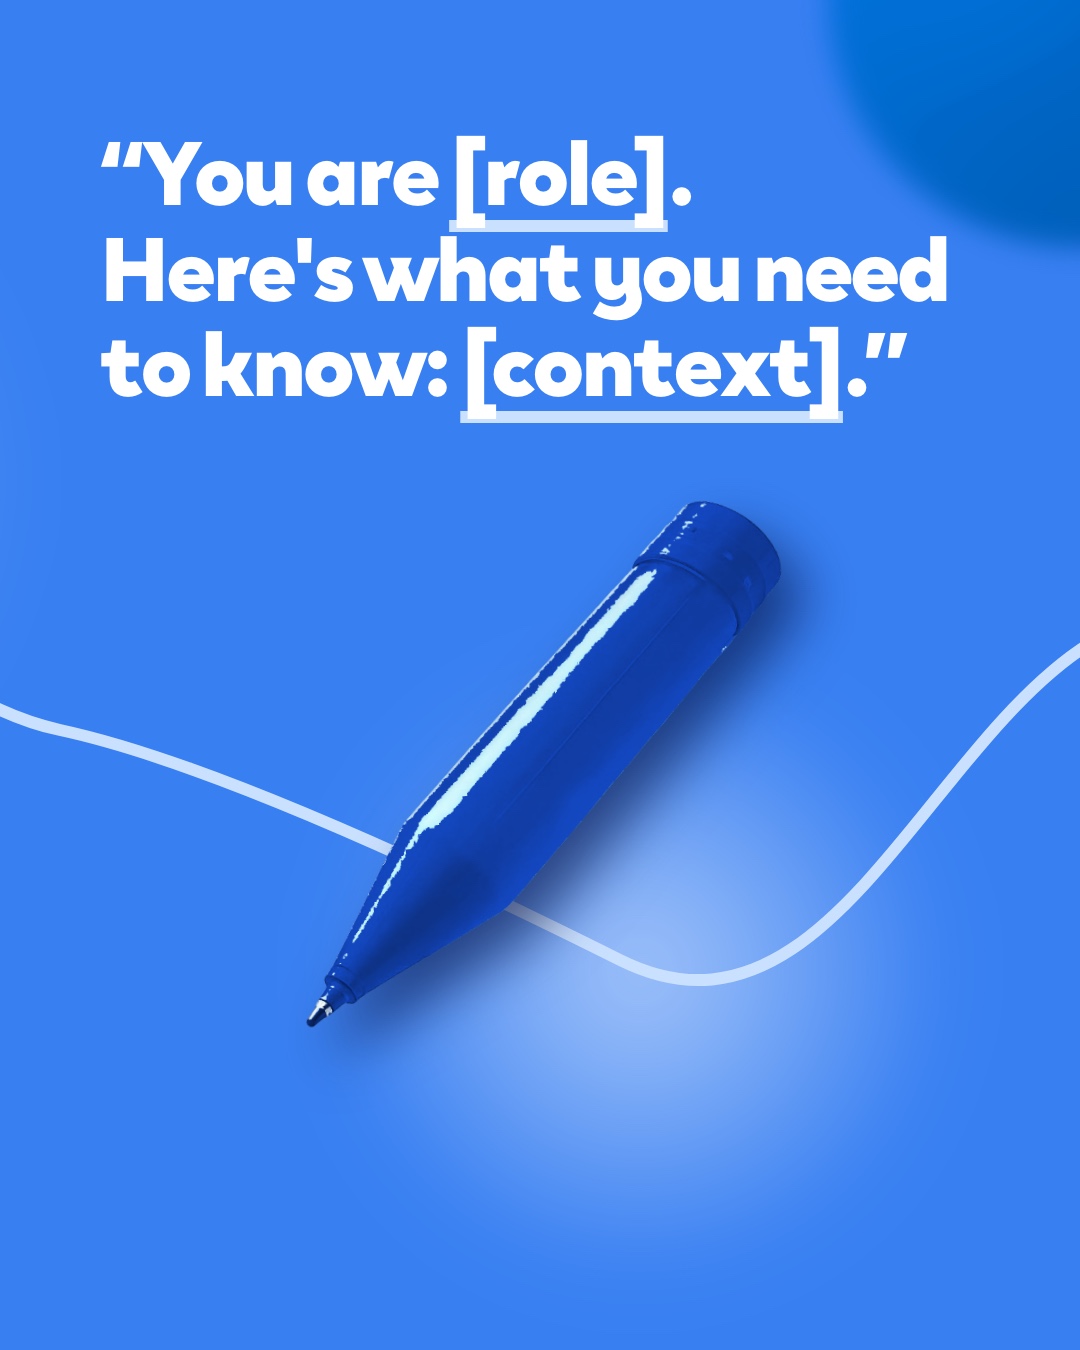 “You are [role].
Here's what you need
to know: [context].”